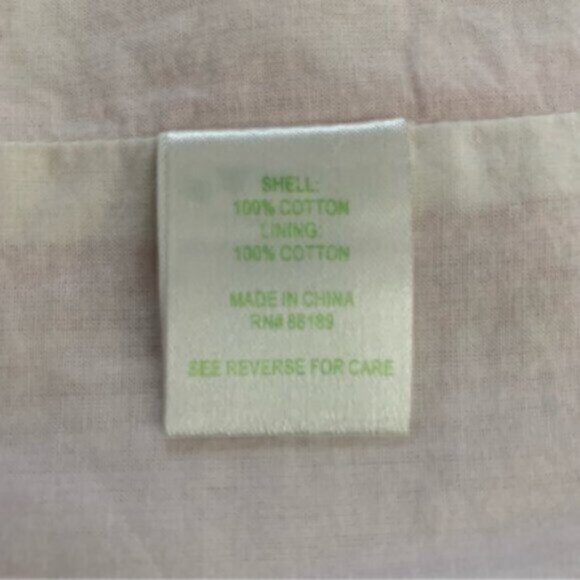 SHELL:
100% COTTON
LINING:
100% COTTON
MADE IN CHINA
RN# 88189
SEE REVERSE FOR CARE